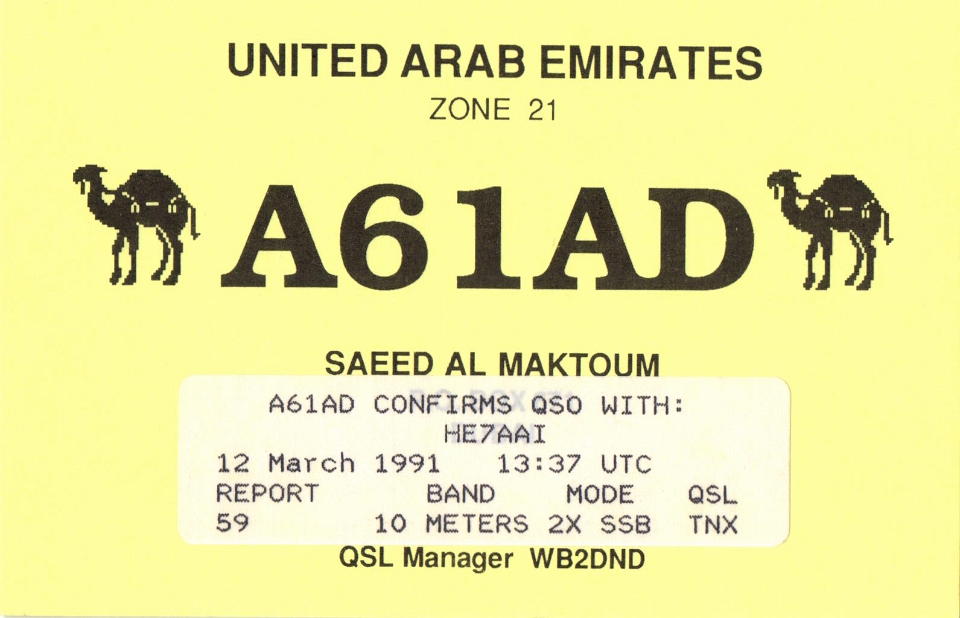 UNITED ARAB EMIRATES
ZONE 21
A61AD
SAEED AL MAKTOUM
A61AD CONFIRMS QSO WITH:
HE7AAI
12 March 1991 13:37 UTC
REPORT BAND MODE QSL
59 10 METERS 2X SSB TNX
QSL Manager WB2DND